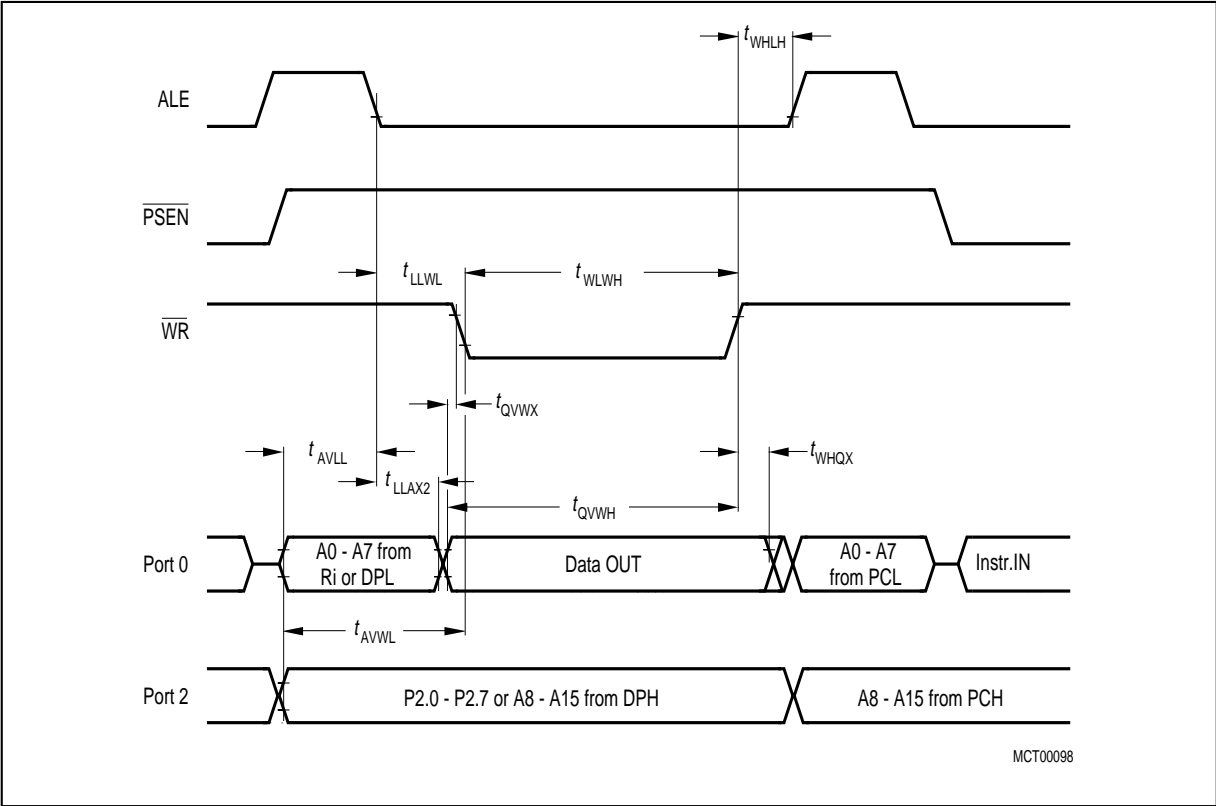 tWHLH
ALE
PSEN
tLLWL
tWLWH
WR
tQVWX
tAVLL
tWHQX
tLLAX2
tQVWH
Port 0
A0 - A7 from
Ri or DPL
Data OUT
A0 - A7
from PCL
Instr.IN
tAVWL
Port 2
P2.0 - P2.7 or A8 - A15 from DPH
A8 - A15 from PCH
MCT00098